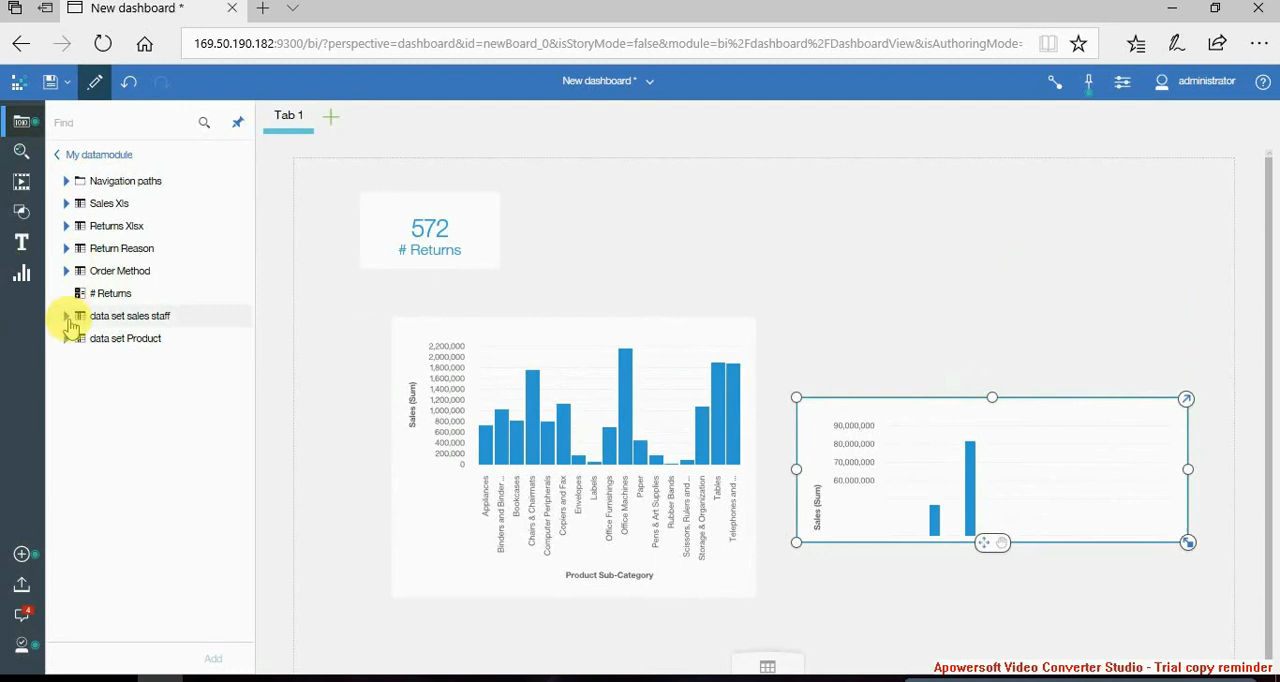 New dashboard *
169.50.190.182:9300/bi/?perspective=dashboard&id=newBoard_0&isStoryMode=false&module=bi%2Fdashboard%2FDashboardView&isAuthoringMode=
New dashboard *
administrator
Find
Tab 1
My datamodule
Navigation paths
Sales Xls
Returns Xlsx
Return Reason
Order Method
# Returns
data set sales staff
data set Product
4
Add
572
# Returns
2,200,000
2,000,000
1,800,000
1,600,000
1,400,000
1,200,000
1,000,000
800,000
600,000
400,000
200,000
0
Sales (Sum)
Appliances
Binders and Binder ...
Bookcases
Chairs & Chairmats
Computer Peripherals
Copiers and Fax
Envelopes
Labels
Office Furnishings
Office Machines
Paper
Pens & Art Supplies
Rubber Bands
Scissors, Rulers and ...
Storage & Organization
Tables
Telephones and ...
Product Sub-Category
90,000,000
80,000,000
70,000,000
60,000,000
Sales (Sum)
Apowersoft Video Converter Studio - Trial copy reminder